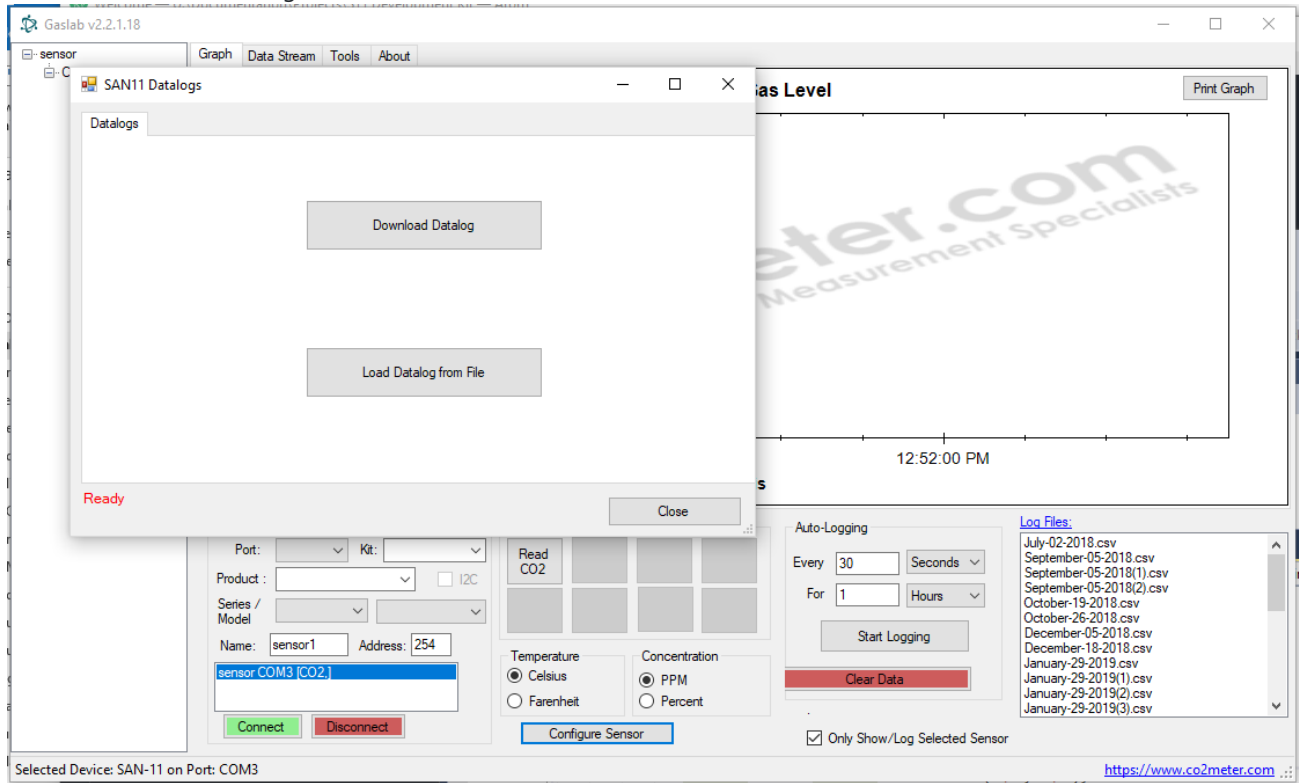 Gaslab v2.2.1.18
sensor
Graph Data Stream Tools About
SAN11 Datalogs
Datalogs
Download Datalog
Load Datalog from File
Ready
Close
as Level
Print Graph
eter.com
Measurement Specialists
12:52:00 PM
s
Port:
Kit:
Product :
I2C
Series /
Model
Name: sensor1 Address: 254
sensor COM3 [CO2,]
Connect Disconnect
Read
CO2
Temperature
Celsius
Farenheit
Concentration
PPM
Percent
Configure Sensor
Auto-Logging
Every 30 Seconds
For 1 Hours
Start Logging
Clear Data
Only Show/Log Selected Sensor
Log Files:
July-02-2018.csv
September-05-2018.csv
September-05-2018(1).csv
September-05-2018(2).csv
October-19-2018.csv
October-26-2018.csv
December-05-2018.csv
December-18-2018.csv
January-29-2019.csv
January-29-2019(1).csv
January-29-2019(2).csv
January-29-2019(3).csv
Selected Device: SAN-11 on Port: COM3
https://www.co2meter.com